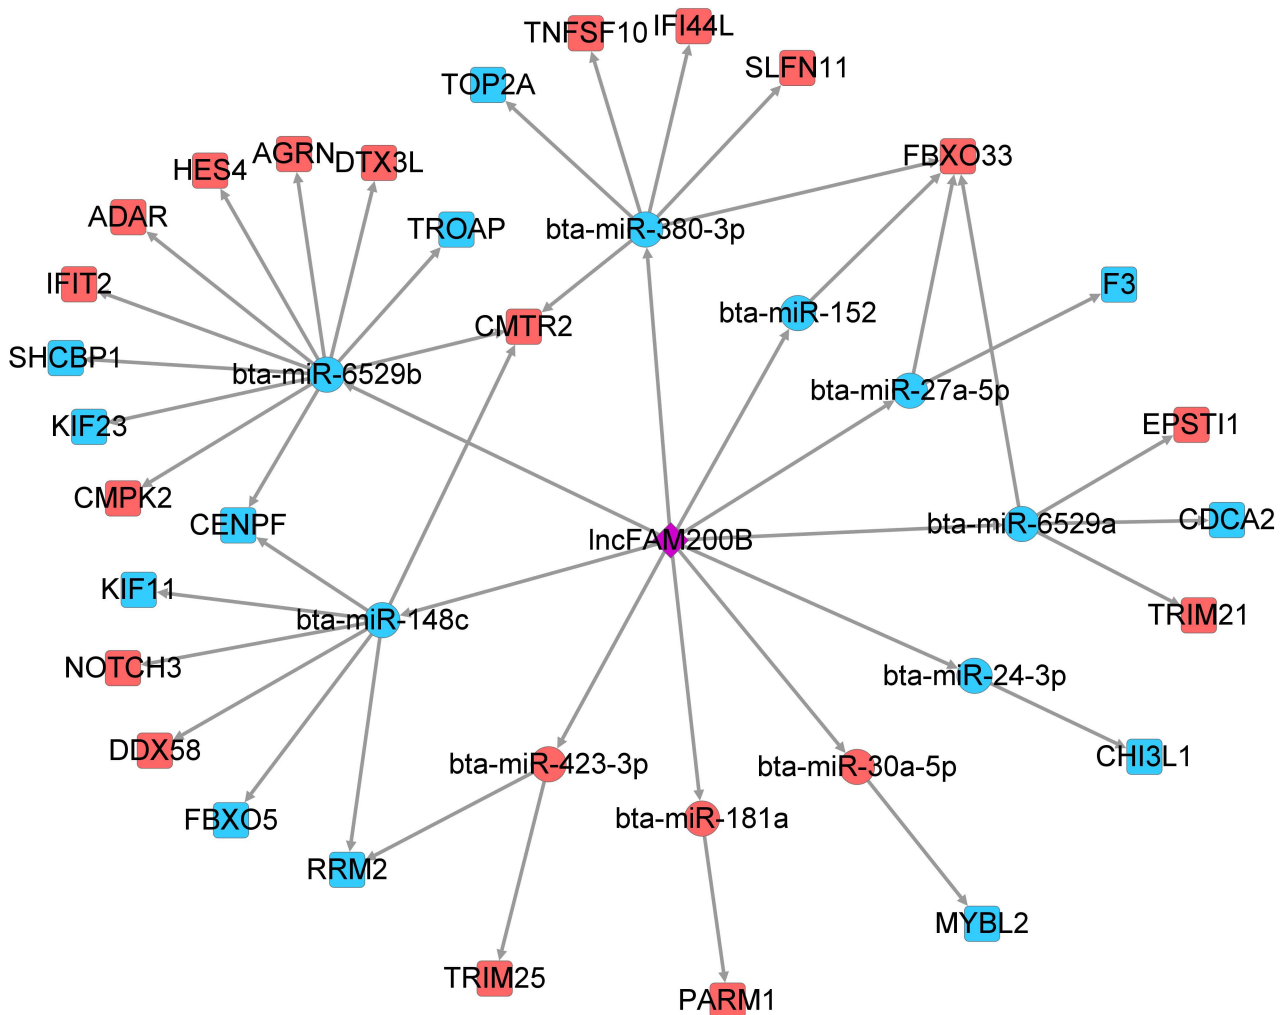 TNFSF10
IFI44L
SLFN11
TOP2A
AGRN
DTX3L
HES4
FBXO33
ADAR
TROAP
bta-miR-380-3p
IFIT2
F3
bta-miR-152
CMTR2
SHCBP1
bta-miR-6529b
bta-miR-27a-5p
KIF23
EPSTI1
CMPK2
CENPF
bta-miR-6529a
CDCA2
lncFAM200B
KIF11
bta-miR-148c
TRIM21
NOTCH3
bta-miR-24-3p
DDX58
CHI3L1
bta-miR-423-3p
bta-miR-30a-5p
FBXO5
bta-miR-181a
RRM2
MYBL2
TRIM25
PARM1